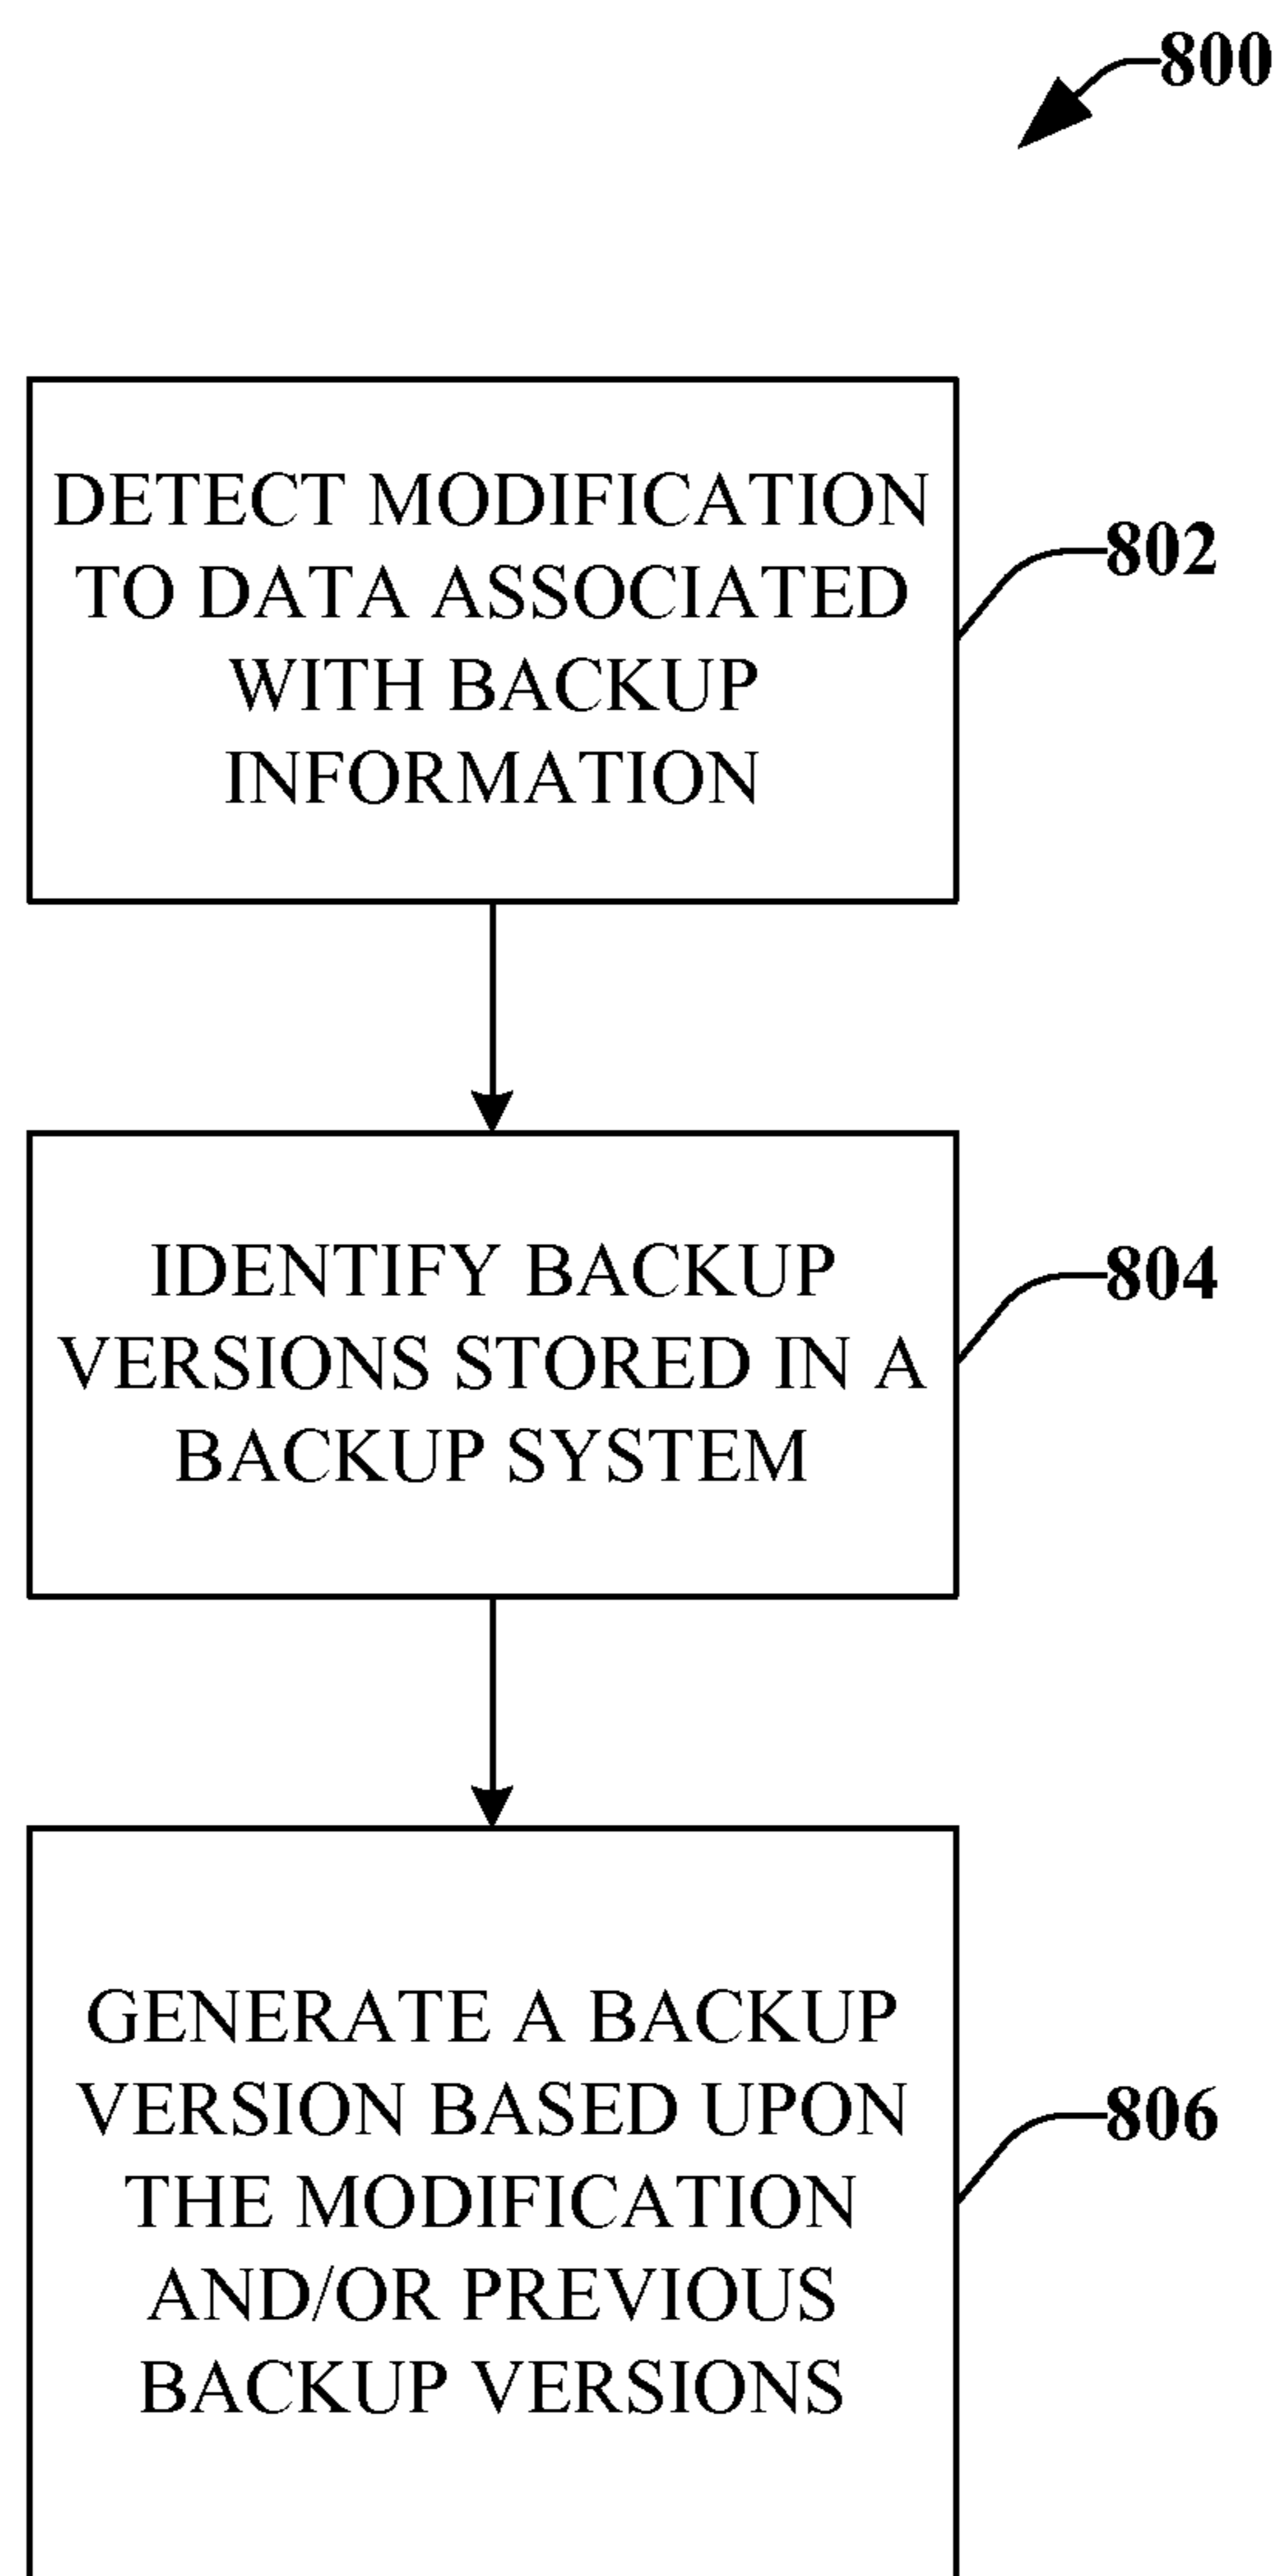 800
DETECT MODIFICATION
TO DATA ASSOCIATED
WITH BACKUP
INFORMATION
802
IDENTIFY BACKUP
VERSIONS STORED IN A
BACKUP SYSTEM
804
GENERATE A BACKUP
VERSION BASED UPON
THE MODIFICATION
AND/OR PREVIOUS
BACKUP VERSIONS
806